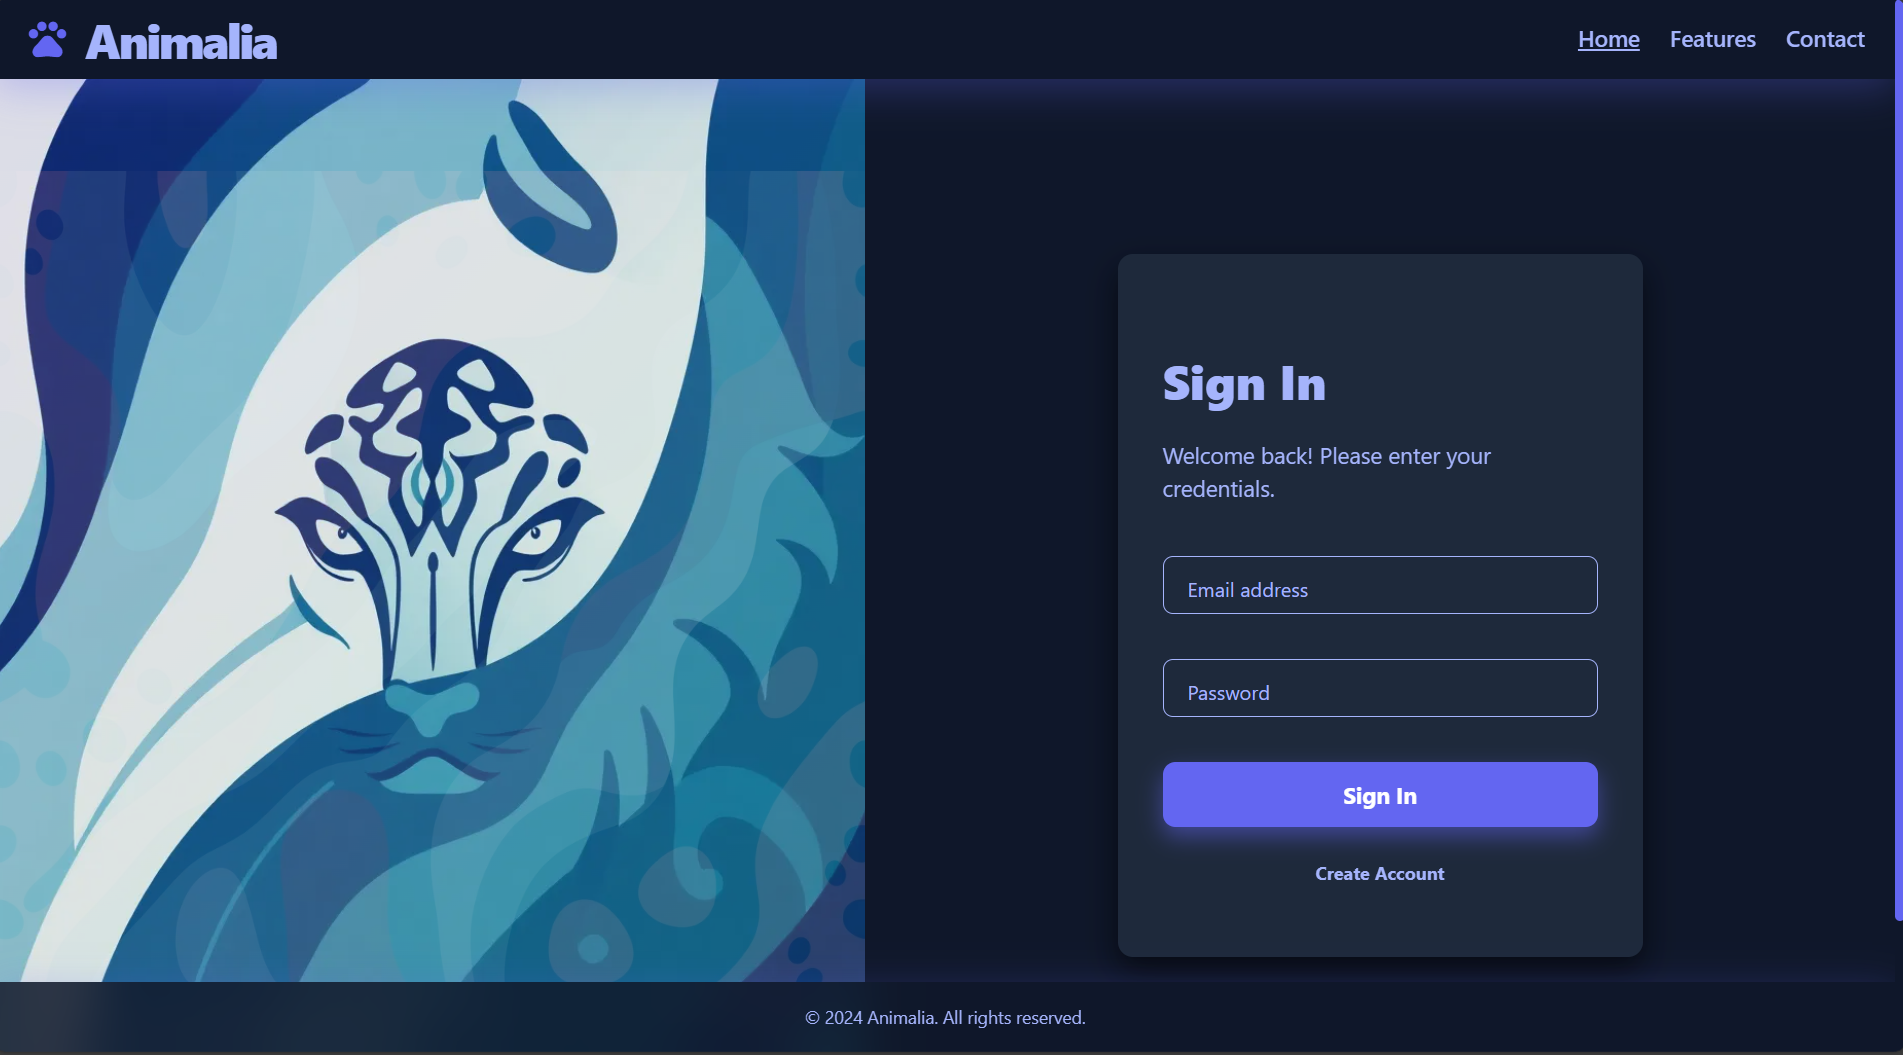 Animalia
Home Features Contact
Sign In
Welcome back! Please enter your
credentials.
Email address
Password
Sign In
Create Account
© 2024 Animalia. All rights reserved.